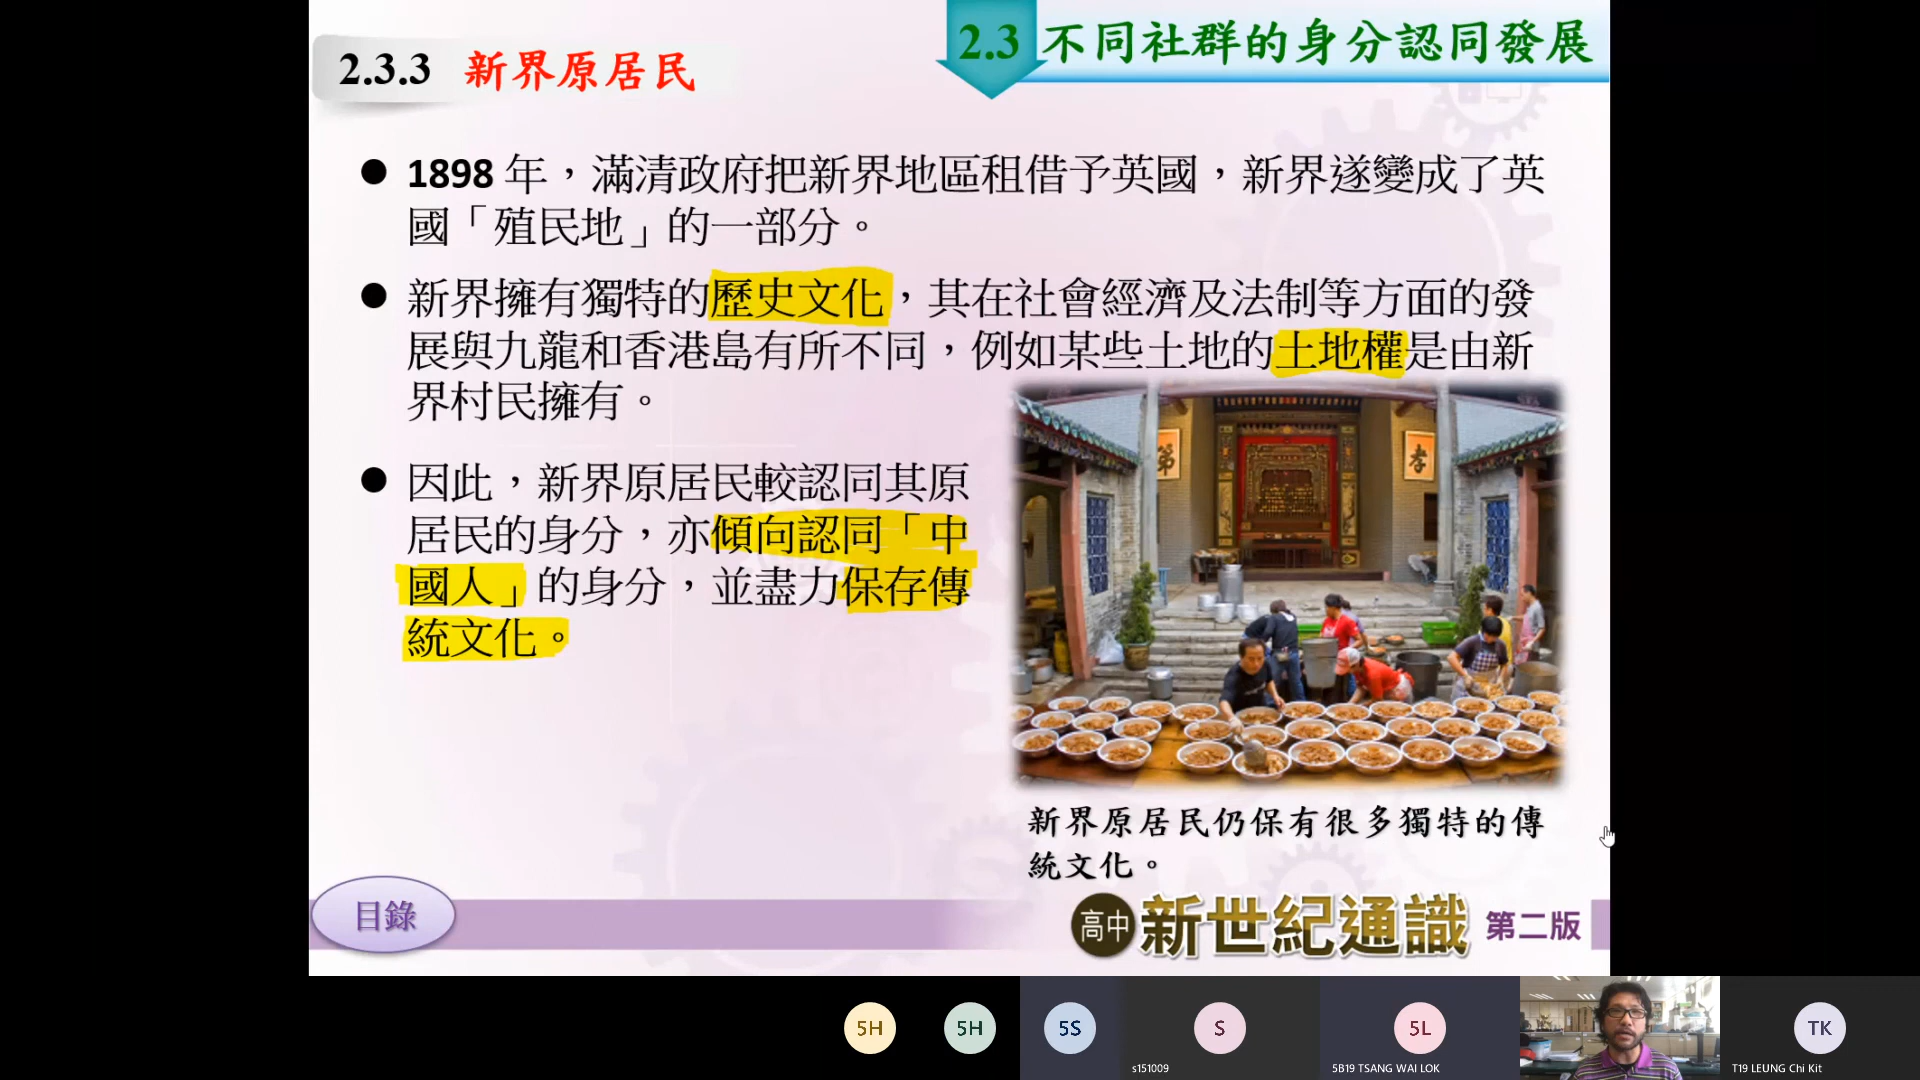 2.3.3 新界原居民
2.3 不同社群的身分認同發展
● 1898 年，滿清政府把新界地區租借予英國，新界遂變成了英
國「殖民地」的一部分。
● 新界擁有獨特的歷史文化，其在社會經濟及法制等方面的發
展與九龍和香港島有所不同，例如某些土地的土地權是由新
界村民擁有。
● 因此，新界原居民較認同其原
居民的身分，亦傾向認同「中
國人」的身分，並盡力保存傳
統文化。
孝
新界原居民仍保有很多獨特的傳
統文化。
目錄
高中 新世紀通識 第二版
5H
5H
5S
S
s151009
5L
5B19 TSANG WAI LOK
TK
T19 LEUNG Chi Kit